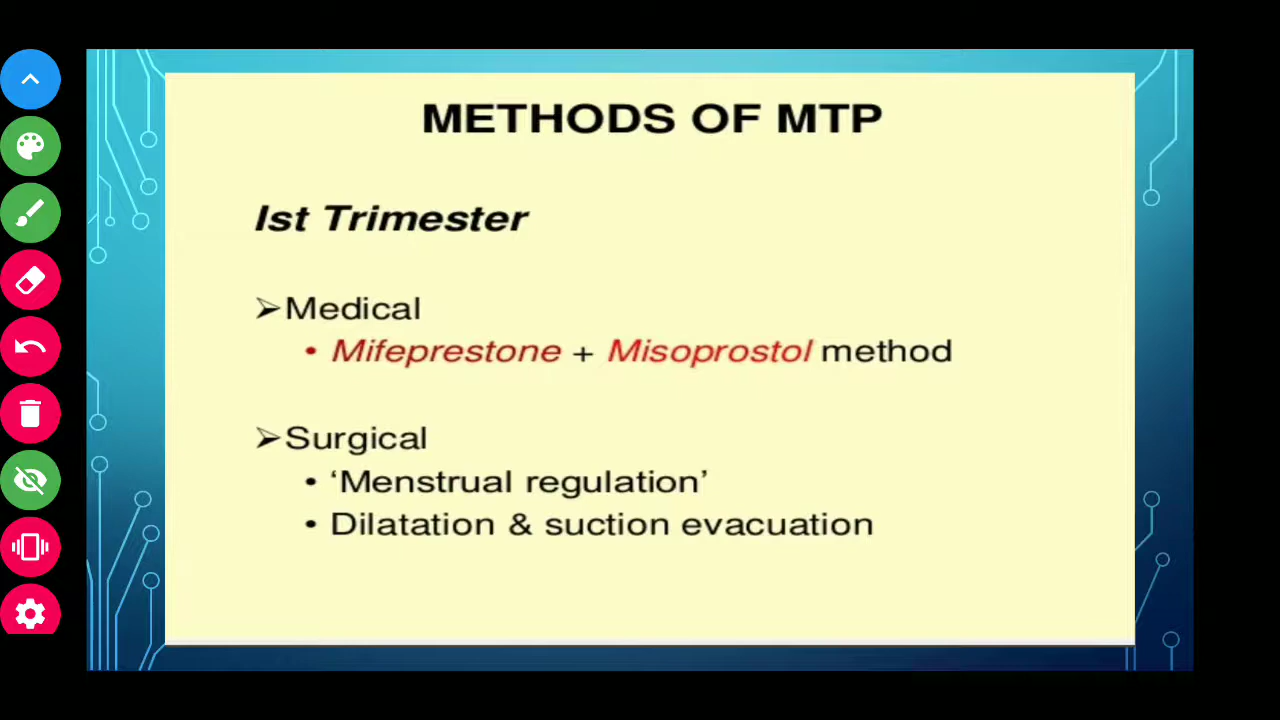 METHODS OF MTP
Ist Trimester
➢Medical
• Mifeprestone + Misoprostol method
➢Surgical
• ‘Menstrual regulation’
• Dilatation & suction evacuation